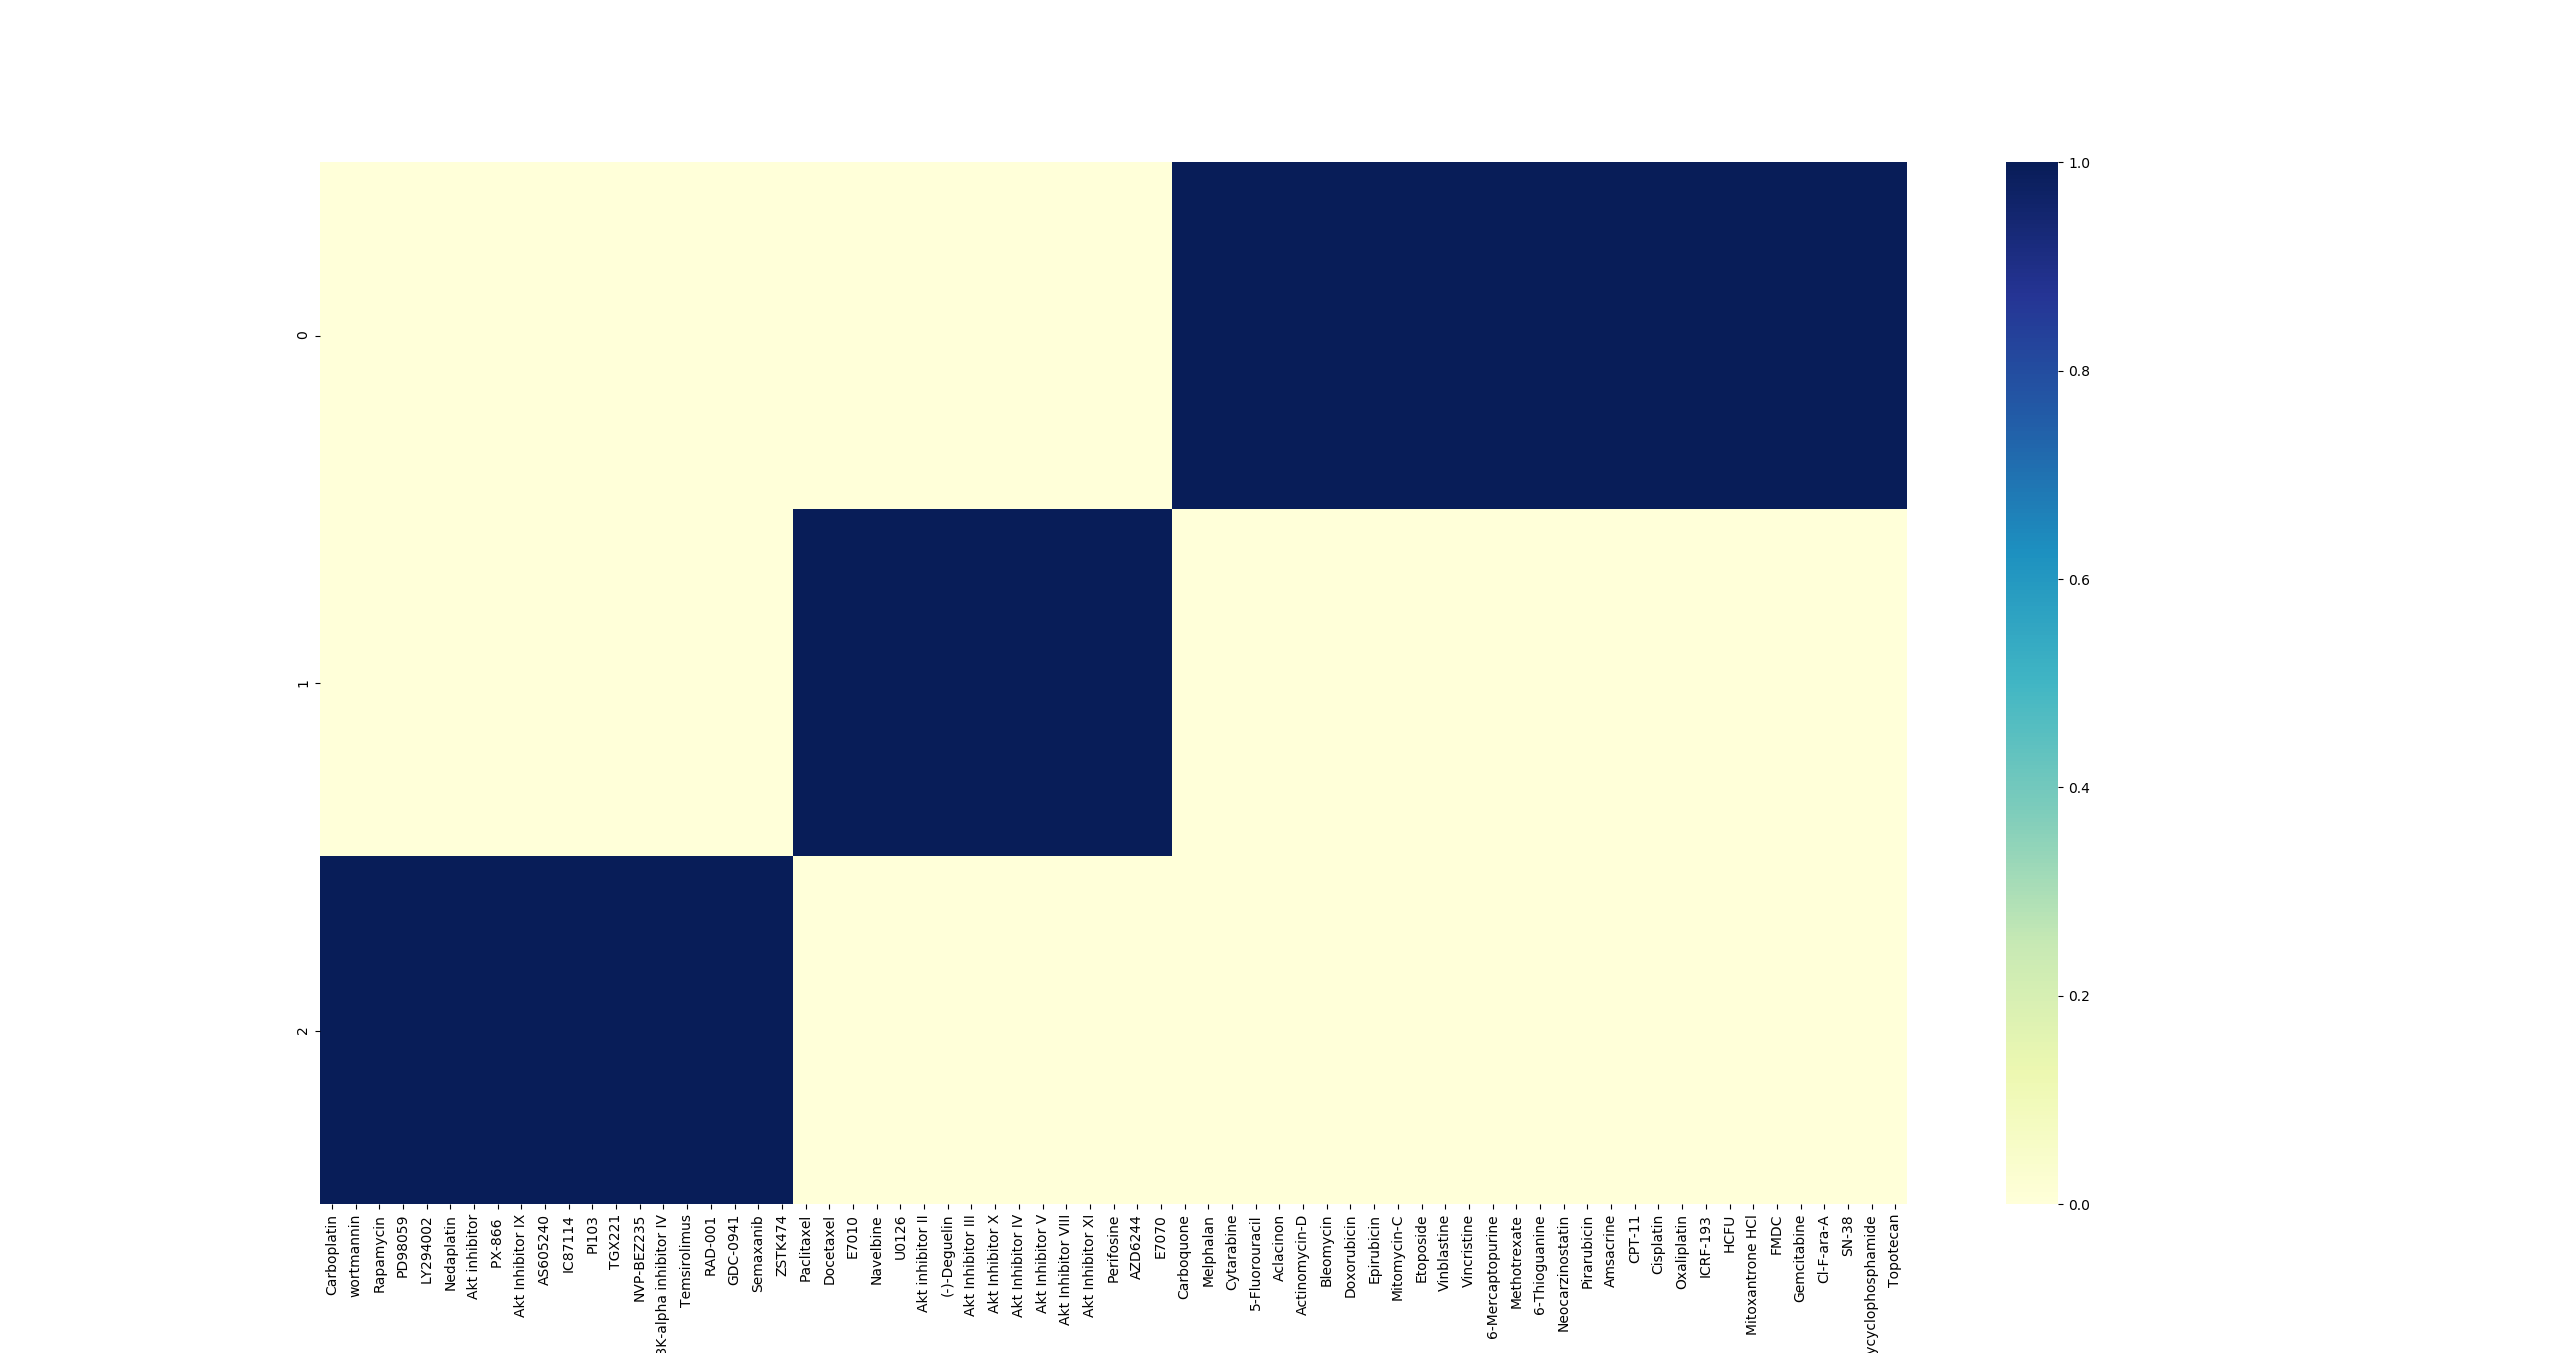 0
1
2
1.0
0.8
0.6
0.4
0.2
0.0
Carboplatin
wortmannin
Rapamycin
PD98059
LY294002
Nedaplatin
Akt inhibitor
PX-866
Akt Inhibitor IX
AS605240
IC87114
PI103
TGX221
NVP-BEZ235
K-alpha inhibitor IV
Temsirolimus
RAD-001
GDC-0941
Semaxanib
ZSTK474
Paclitaxel
Docetaxel
E7010
Navelbine
U0126
Akt inhibitor II
(-)-Deguelin
Akt Inhibitor III
Akt Inhibitor X
Akt Inhibitor IV
Akt Inhibitor V
Akt Inhibitor VIII
Akt Inhibitor XI
Perifosine
AZD6244
E7070
Carboquone
Melphalan
Cytarabine
5-Fluorouracil
Aclacinon
Actinomycin-D
Bleomycin
Doxorubicin
Epirubicin
Mitomycin-C
Etoposide
Vinblastine
Vincristine
6-Mercaptopurine
Methotrexate
6-Thioguanine
Neocarzinostatin
Pirarubicin
Amsacrine
CPT-11
Cisplatin
Oxaliplatin
ICRF-193
HCFU
Mitoxantrone HCl
FMDC
Gemcitabine
Cl-F-ara-A
SN-38
ycyclophosphamide
Topotecan